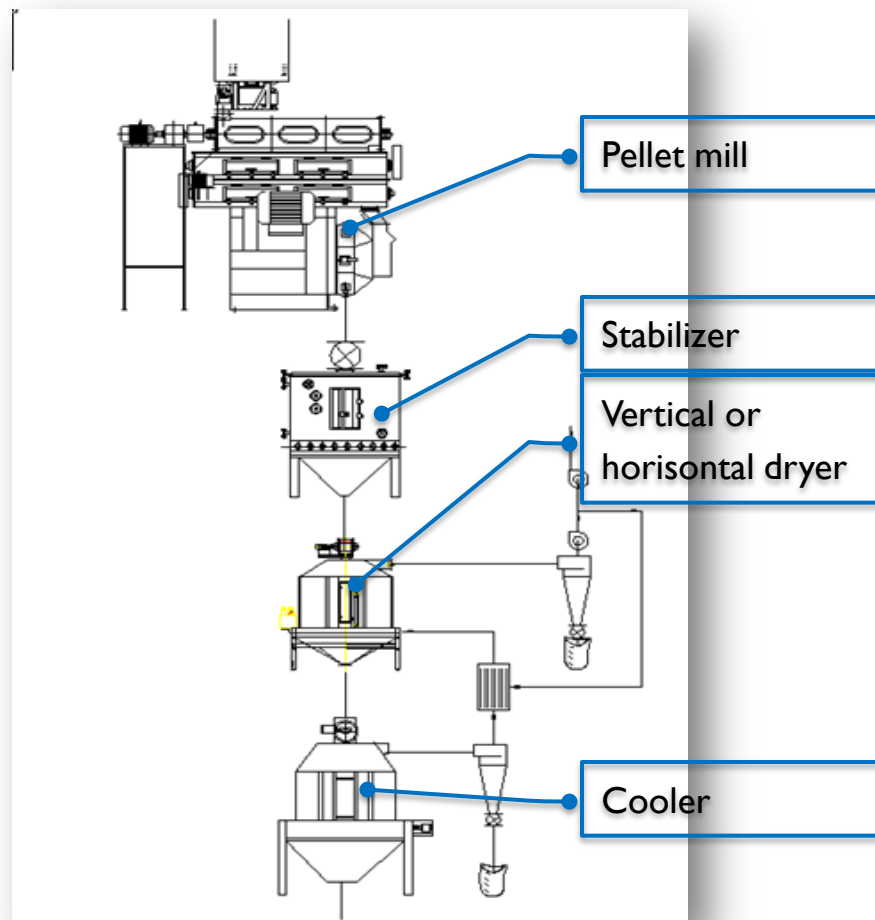 Pellet mill
Stabilizer
Vertical or
horisontal dryer
Cooler